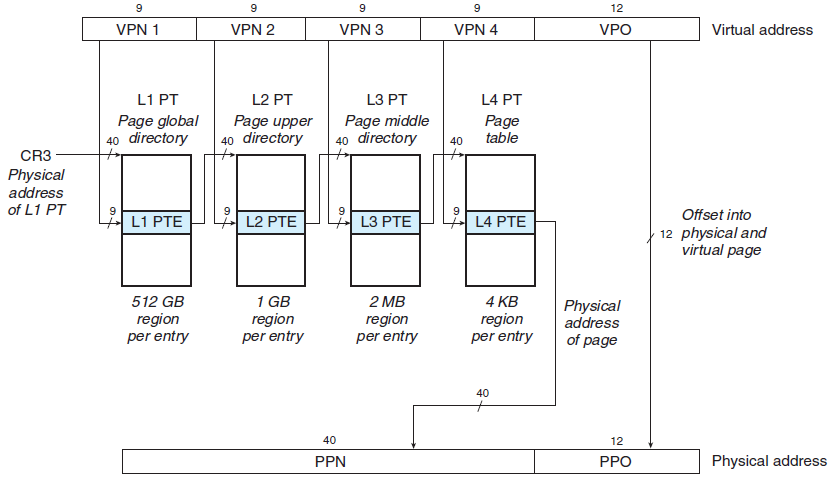 9 9 9 9 12
VPN 1 VPN 2 VPN 3 VPN 4 VPO Virtual address
L1 PT L2 PT L3 PT L4 PT
Page global Page upper Page middle Page
directory directory directory table
40 40 40 40
CR3
Physical
address
of L1 PT
9 9 9 9
L1 PTE L2 PTE L3 PTE L4 PTE
Offset into
12 physical and
virtual page
512 GB 1 GB 2 MB 4 KB
region region region region
per entry per entry per entry per entry
Physical
address
of page
40
40 12
PPN PPO Physical address